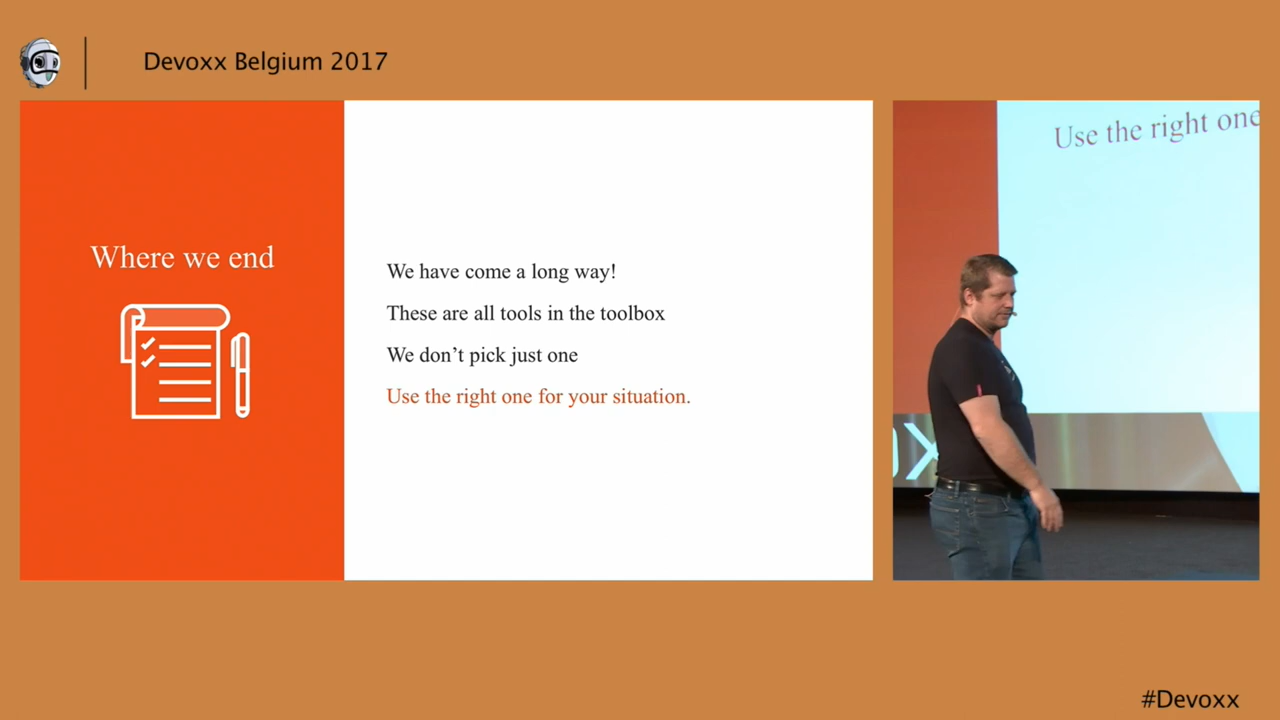 Devoxx Belgium 2017
Where we end
We have come a long way!
These are all tools in the toolbox
We don't pick just one
Use the right one for your situation.
Use the right one
#Devoxx